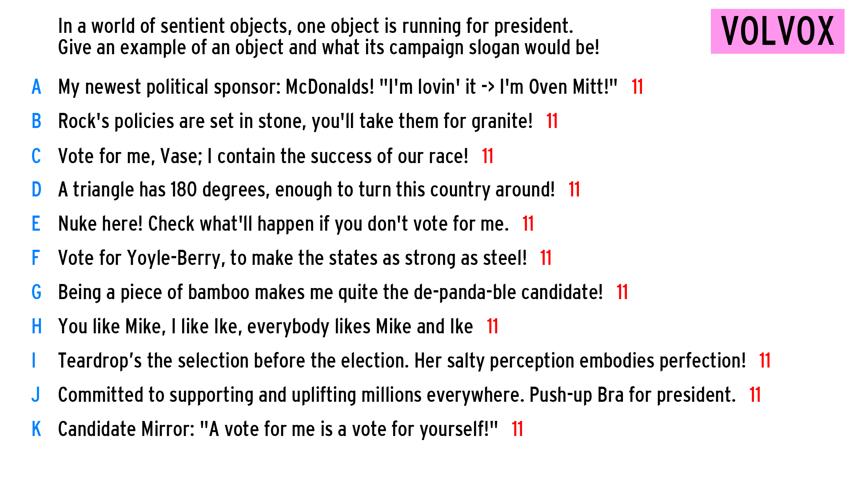 In a world of sentient objects, one object is running for president.
Give an example of an object and what its campaign slogan would be!
VOLVOX
A My newest political sponsor: McDonalds! "I'm lovin' it -> I'm Oven Mitt!" 11
B Rock's policies are set in stone, you'll take them for granite! 11
C Vote for me, Vase; I contain the success of our race! 11
D A triangle has 180 degrees, enough to turn this country around! 11
E Nuke here! Check what'll happen if you don't vote for me. 11
F Vote for Yoyle-Berry, to make the states as strong as steel! 11
G Being a piece of bamboo makes me quite the de-panda-ble candidate! 11
H You like Mike, I like Ike, everybody likes Mike and Ike 11
I Teardrop’s the selection before the election. Her salty perception embodies perfection! 11
J Committed to supporting and uplifting millions everywhere. Push-up Bra for president. 11
K Candidate Mirror: "A vote for me is a vote for yourself!" 11